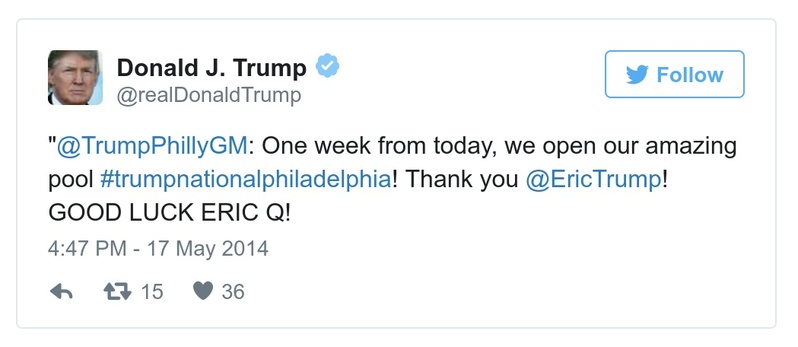 Donald J. Trump
@realDonaldTrump
Follow
"@TrumpPhillyGM: One week from today, we open our amazing
pool #trumpnationalphiladelphia! Thank you @EricTrump!
GOOD LUCK ERIC Q!
4:47 PM - 17 May 2014
15 36